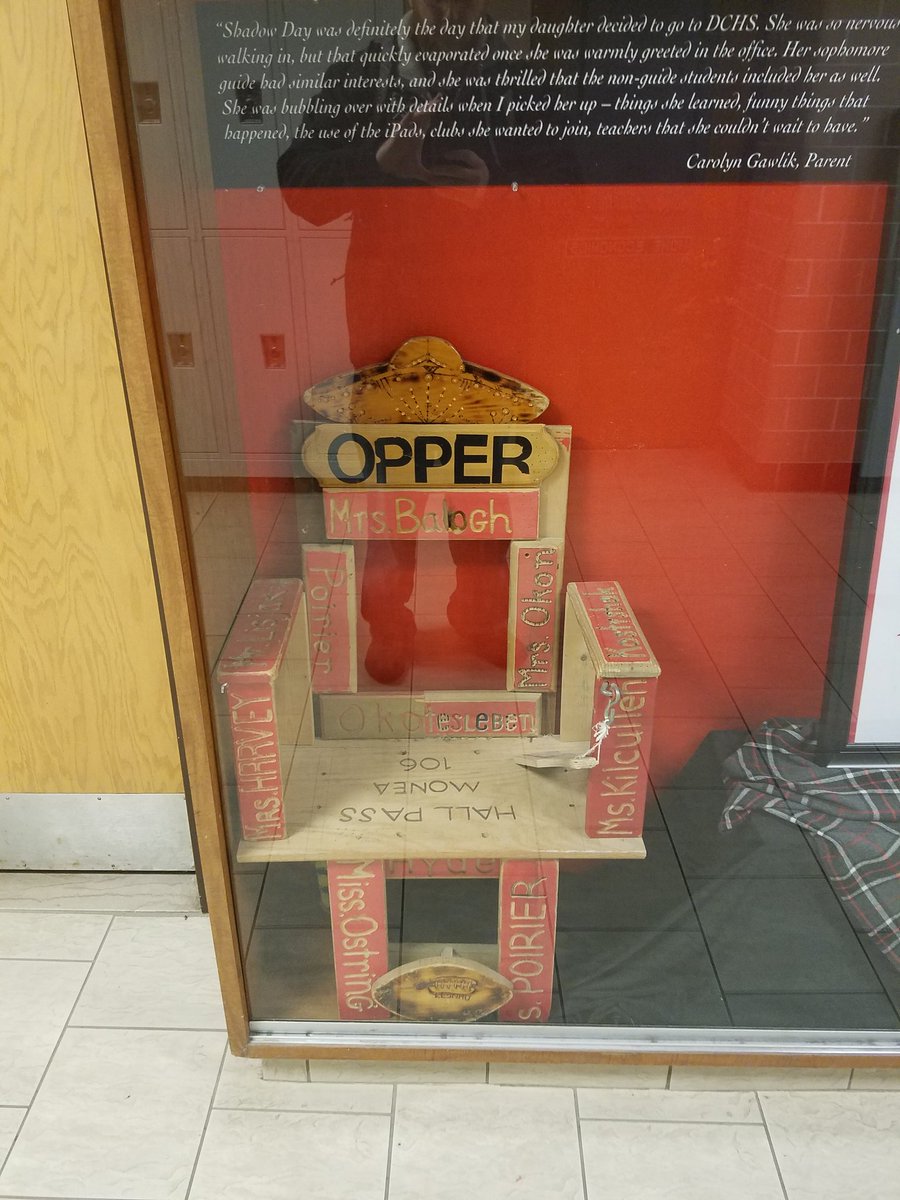 “Shadow Day was definitely the day that my daughter decided to go to DCHS. She was so nervous
walking in, but that quickly evaporated once she was warmly greeted in the office. Her sophomore
guide had similar interests, and she was thrilled that the non-guide students included her as well.
She was bubbling over with details when I picked her up – things she learned, funny things that
happened, the use of the iPads, clubs she wanted to join, teachers that she couldn’t wait to have.”
Carolyn Gawlik, Parent
OPPER
Mrs. Balogh
Poirier
Mrs. Okon
Mrs. HARVEY
Ms. Kilcullen
HALL PASS
MONEA
106
Hyde
Miss. Ostring
s. POIRIER